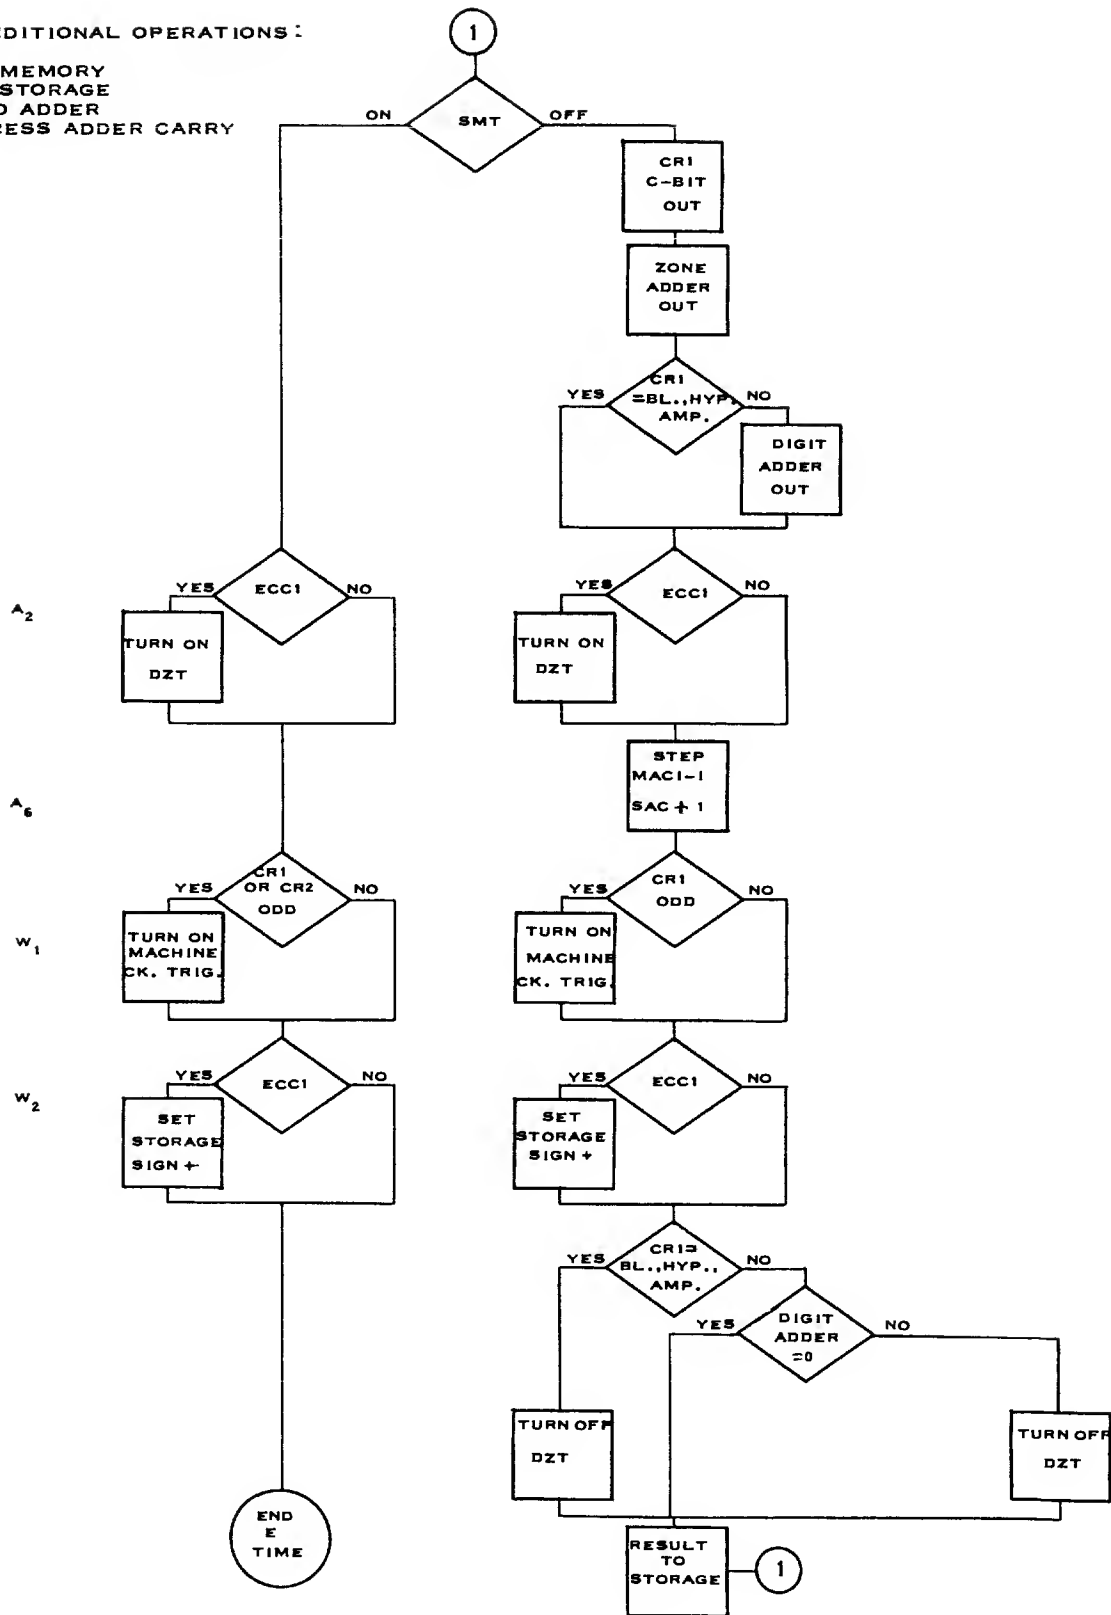 EDITIONAL OPERATIONS:
MEMORY
STORAGE
ADDER
RESS ADDER CARRY
1
ON
SMT
OFF
CR1
C-BIT
OUT
ZONE
ADDER
OUT
YES
CR1
=BL.,HYP.
AMP.
NO
DIGIT
ADDER
OUT
A2
YES
ECC1
NO
TURN ON
DZT
YES
ECC1
NO
TURN ON
DZT
STEP
MAC1-1
SAC + 1
A6
YES
CR1
OR CR2
ODD
NO
YES
CR1
ODD
NO
W1
TURN ON
MACHINE
CK. TRIG.
TURN ON
MACHINE
CK. TRIG.
W2
YES
ECC1
NO
SET
STORAGE
SIGN +
YES
ECC1
NO
SET
STORAGE
SIGN +
YES
CR1=
BL.,HYP.,
AMP.
NO
YES
DIGIT
ADDER
=0
NO
TURN OFF
DZT
TURN OFF
DZT
END
E
TIME
RESULT
TO
STORAGE
1